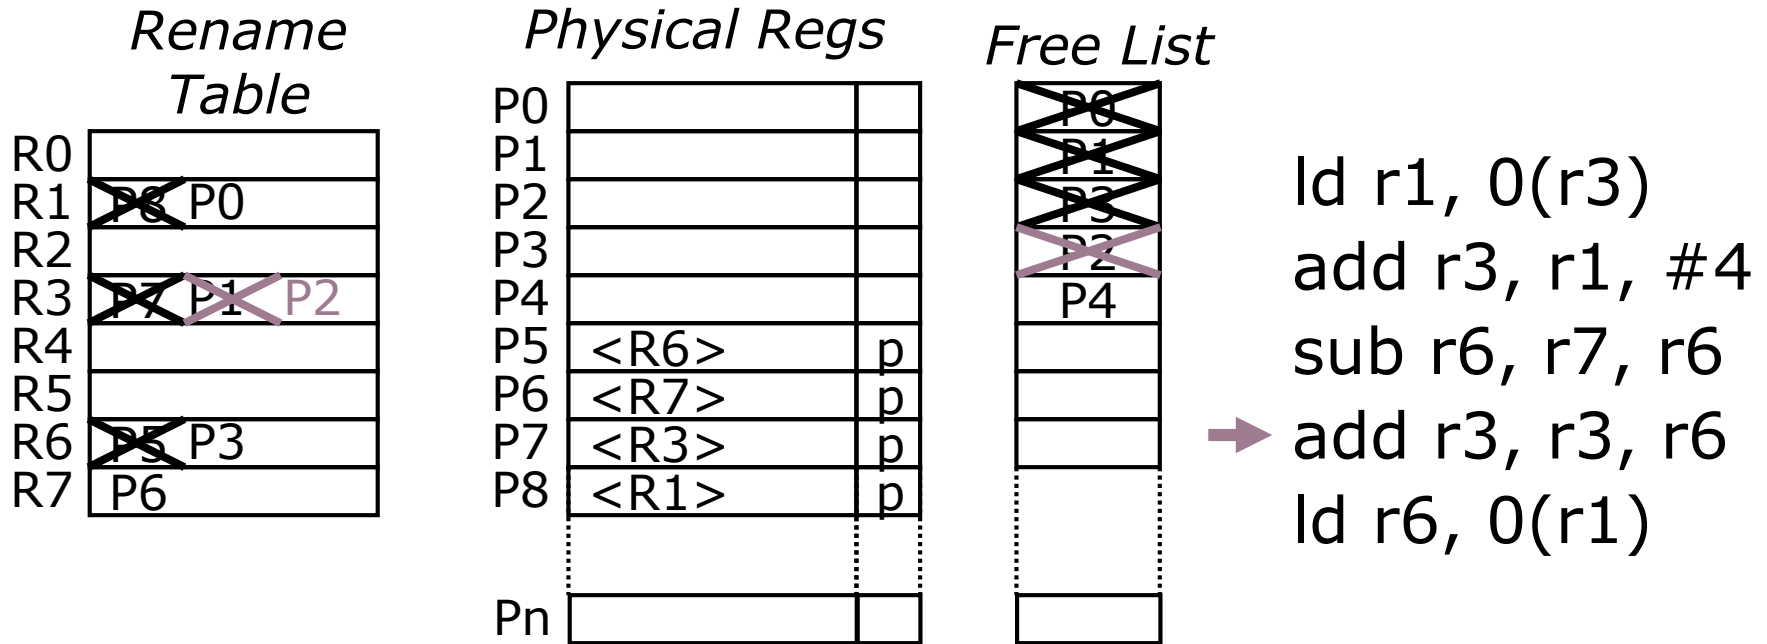 Rename
Table
R0
R1 P8 P0
R2
R3 P7 P1 P2
R4
R5
R6 P5 P3
R7 P6
Physical Regs
P0
P1
P2
P3
P4
P5 <R6> p
P6 <R7> p
P7 <R3> p
P8 <R1> p
Pn
Free List
P0
P1
P3
P2
P4
ld r1, 0(r3)
add r3, r1, #4
sub r6, r7, r6
add r3, r3, r6
ld r6, 0(r1)